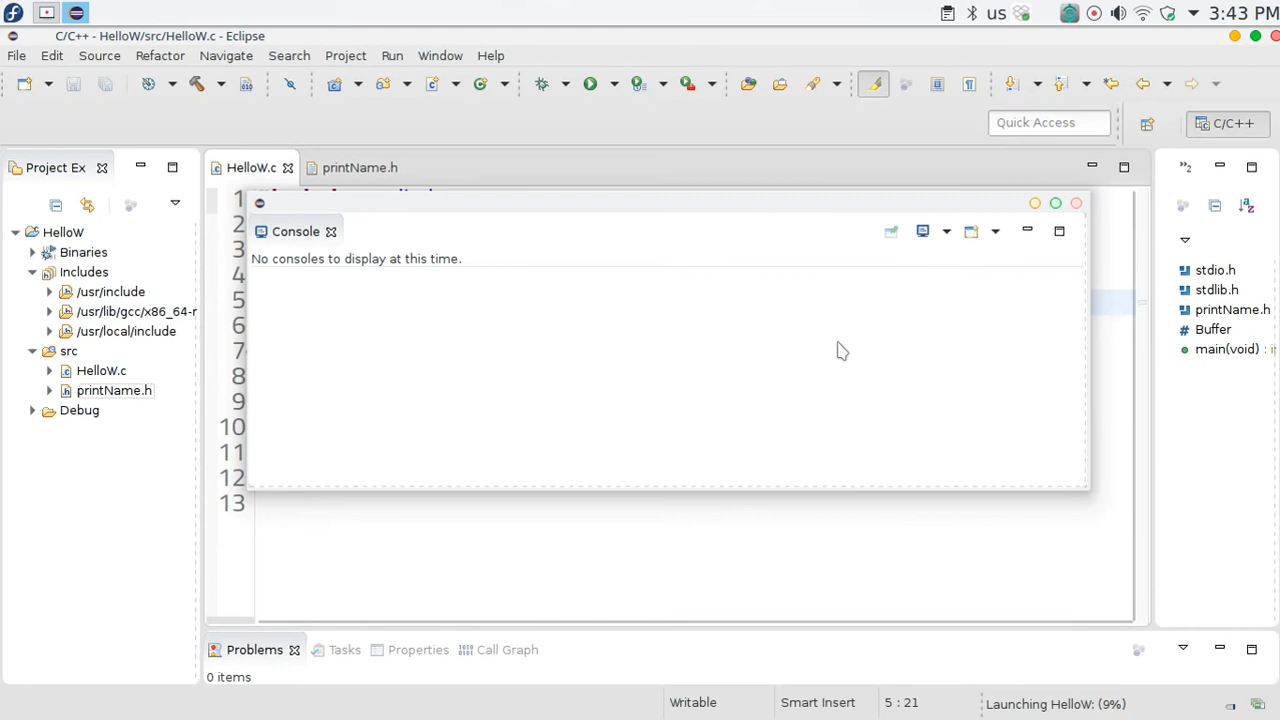 us
3:43 PM
C/C++ - HelloW/src/HelloW.c - Eclipse
File Edit Source Refactor Navigate Search Project Run Window Help
Quick Access
C/C++
Project Ex
HelloW.c
printName.h
HelloW
Binaries
Includes
/usr/include
/usr/lib/gcc/x86_64-r
/usr/local/include
src
HelloW.c
printName.h
Debug
1
2
3
4
5
6
7
8
9
10
11
12
13
Console
No consoles to display at this time.
stdio.h
stdlib.h
printName.h
Buffer
main(void) : i
Problems Tasks Properties Call Graph
0 items
Writable Smart Insert 5 : 21 Launching HelloW: (9%)